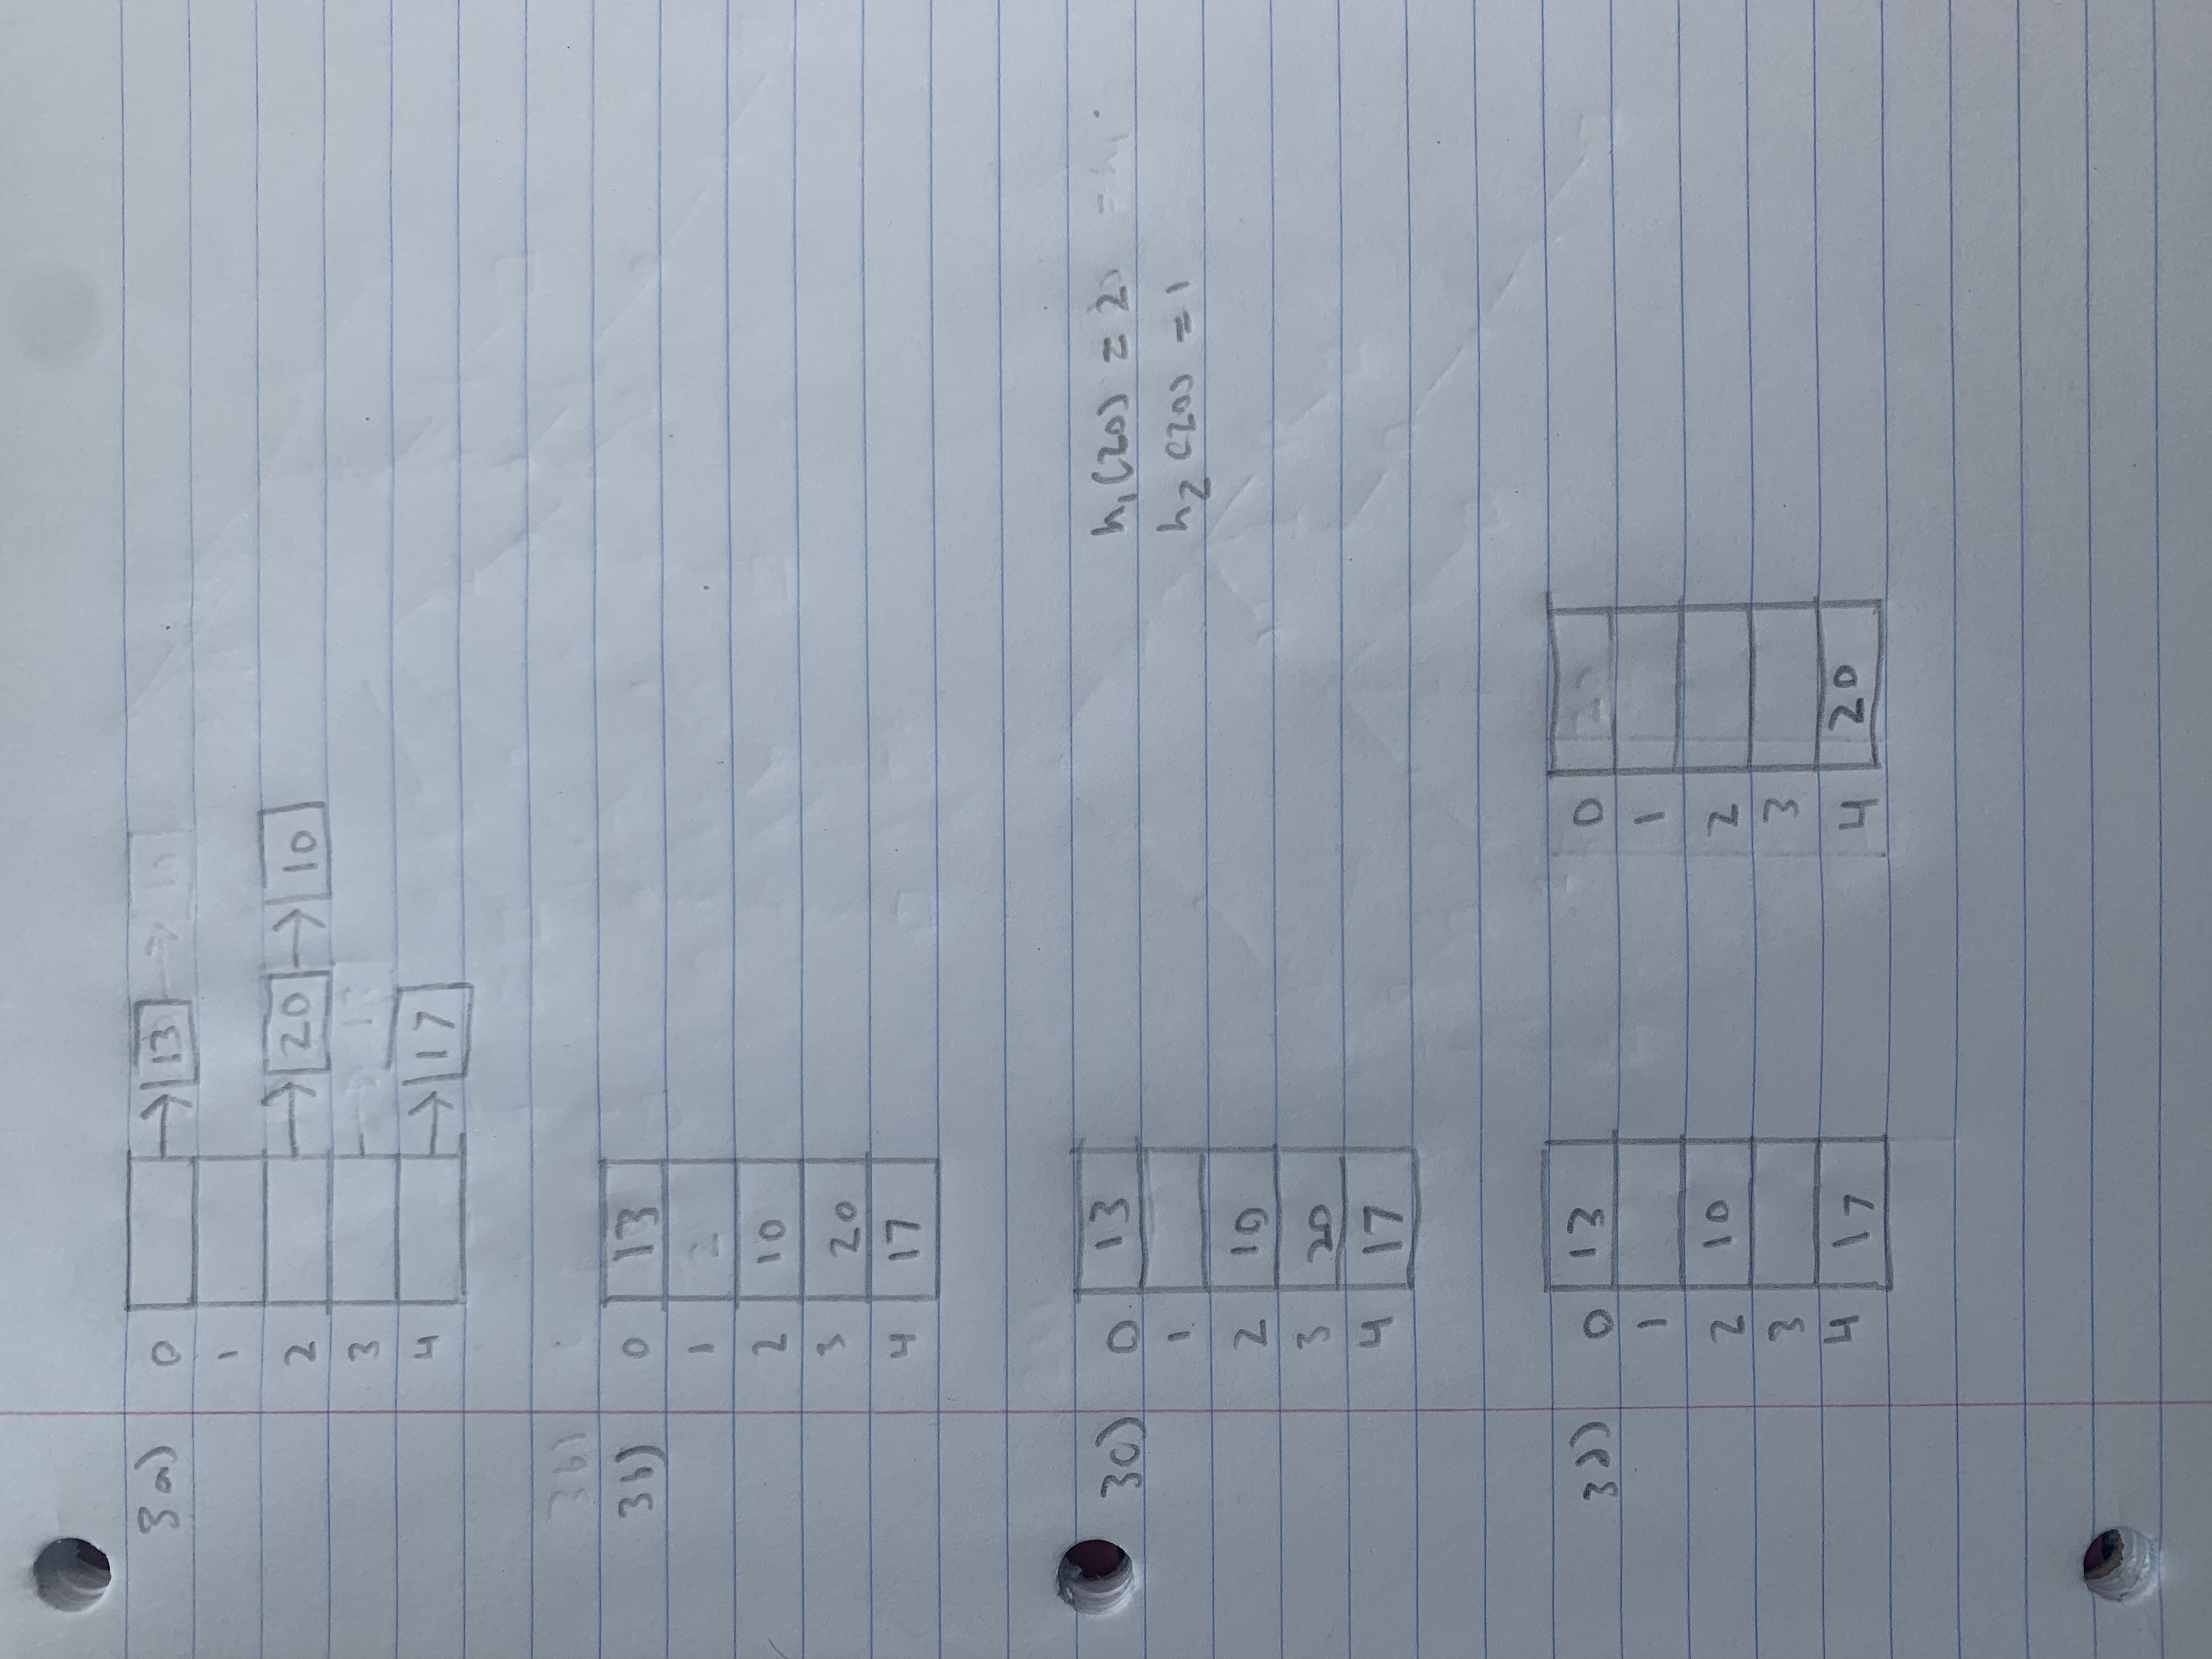 3a) 0 → 13
1
2 → 20 → 10
3
4 → 17
3b)
3b) 0 13
1 2
2 10
3 20
4 17
3c) 0 13 h₁(20) = 2
1 h₂(20) = 1
2 10
3 20
4 17
3d) 0 13 0
1 1
2 10 2
3 3
4 17 4 20